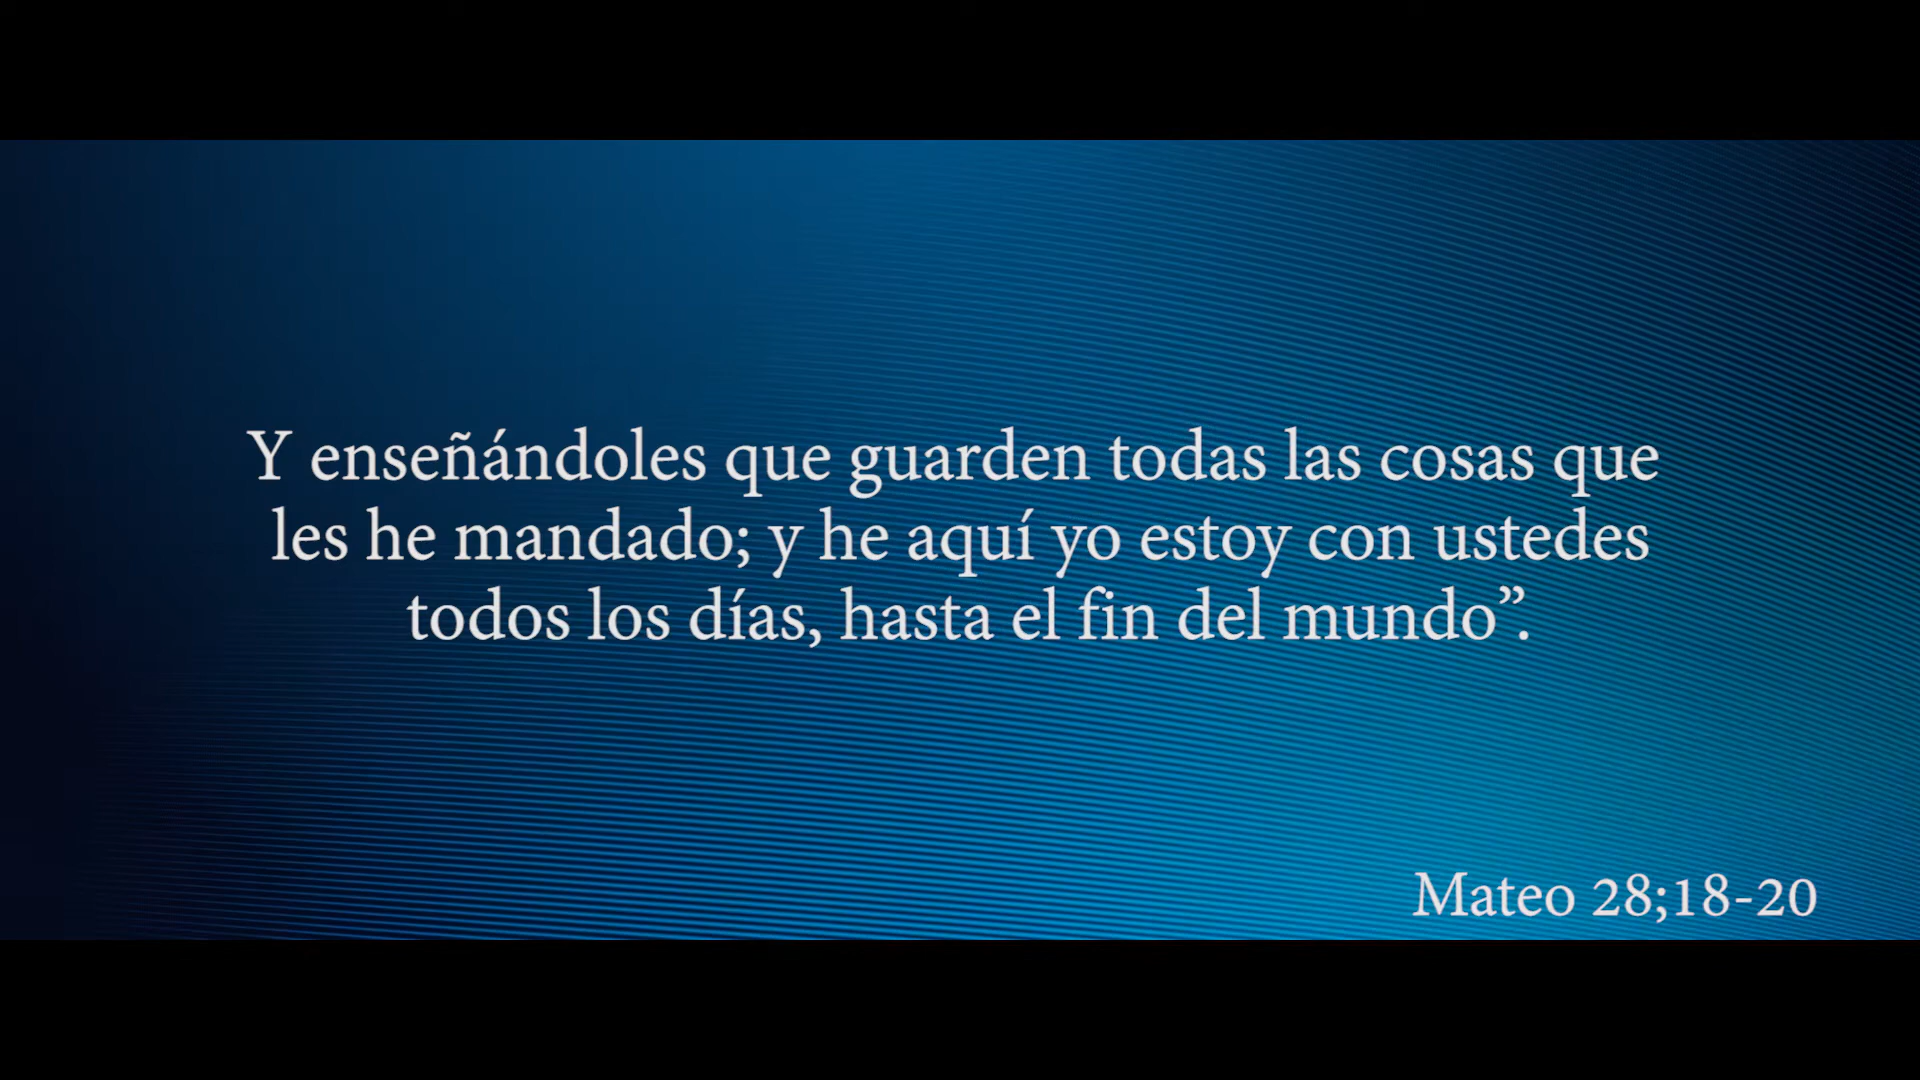 Y enseñándoles que guarden todas las cosas que
les he mandado; y he aquí yo estoy con ustedes
todos los días, hasta el fin del mundo”.
Mateo 28;18-20